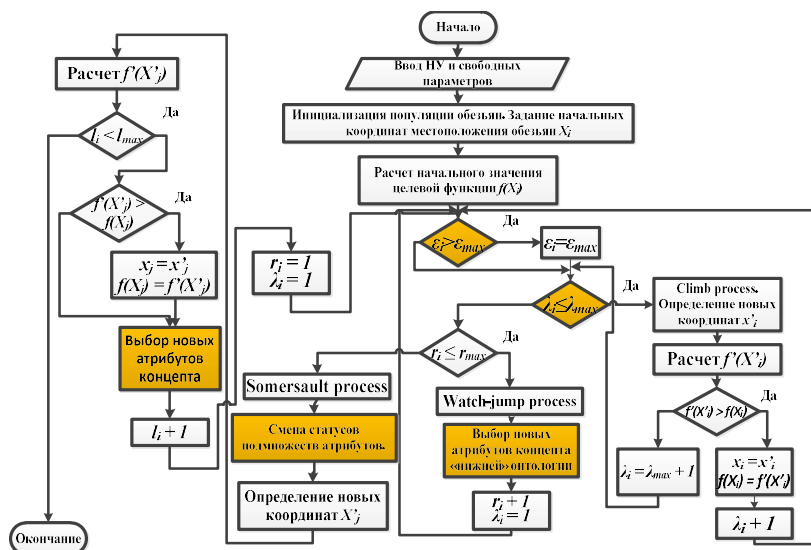 Начало
Ввод НУ и свободных
параметров
Инициализация популяции обезьян. Задание начальных
координат местоположения обезьян Xᵢ
Расчет начального значения
целевой функции f(Xᵢ)
Да
εᵢ>εmax
εᵢ=εmax
λᵢ≤λmax
Да
Climb process.
Определение новых
координат x'ᵢ
Расчет f'(X'ᵢ)
f'(X'ᵢ) > f(Xᵢ)
Да
λᵢ = λmax + 1
xᵢ = x'ᵢ
f(Xᵢ) = f'(X'ᵢ)
λᵢ + 1
rᵢ ≤ rmax
Да
Watch-jump process
Выбор новых
атрибутов концепта
«нижней» онтологии
rᵢ + 1
λᵢ = 1
Somersault process
Смена статусов
подмножеств атрибутов.
Определение новых
координат X'ⱼ
Расчет f'(X'ⱼ)
Да
lᵢ < lmax
f'(X'ⱼ) >
f(Xⱼ)
Да
xⱼ = x'ⱼ
f(Xⱼ) = f'(X'ⱼ)
Выбор новых
атрибутов
концепта
lᵢ + 1
rᵢ = 1
λᵢ = 1
Окончание